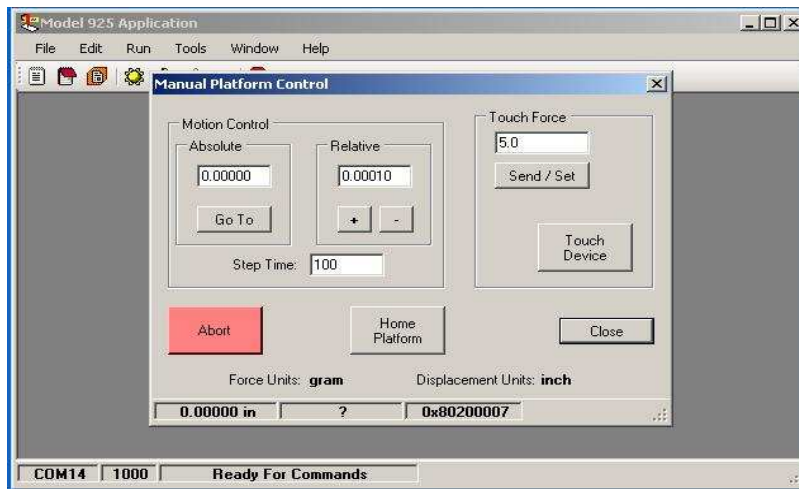 Model 925 Application
File Edit Run Tools Window Help
Manual Platform Control
Motion Control
Absolute
0.00000
Go To
Relative
0.00010
+ -
Step Time: 100
Touch Force
5.0
Send / Set
Touch
Device
Abort
Home
Platform
Close
Force Units: gram Displacement Units: inch
0.00000 in ? 0x80200007
COM14 1000 Ready For Commands